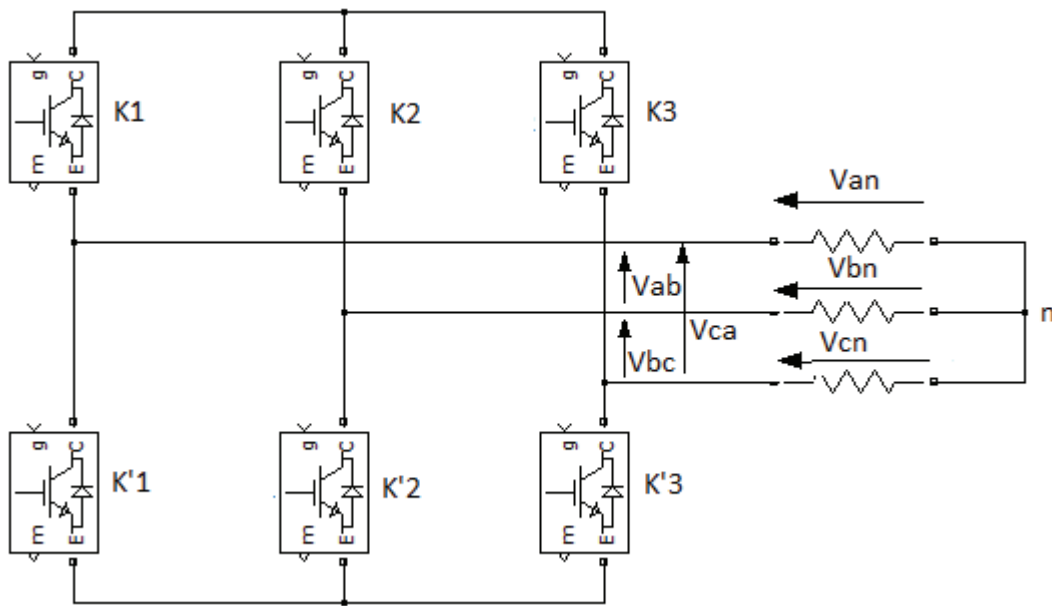 g C
K1
m E
g C
K2
m E
g C
K3
m E
Van
Vab
Vbn
n
Vca
Vbc
Vcn
g C
K'1
m E
g C
K'2
m E
g C
K'3
m E